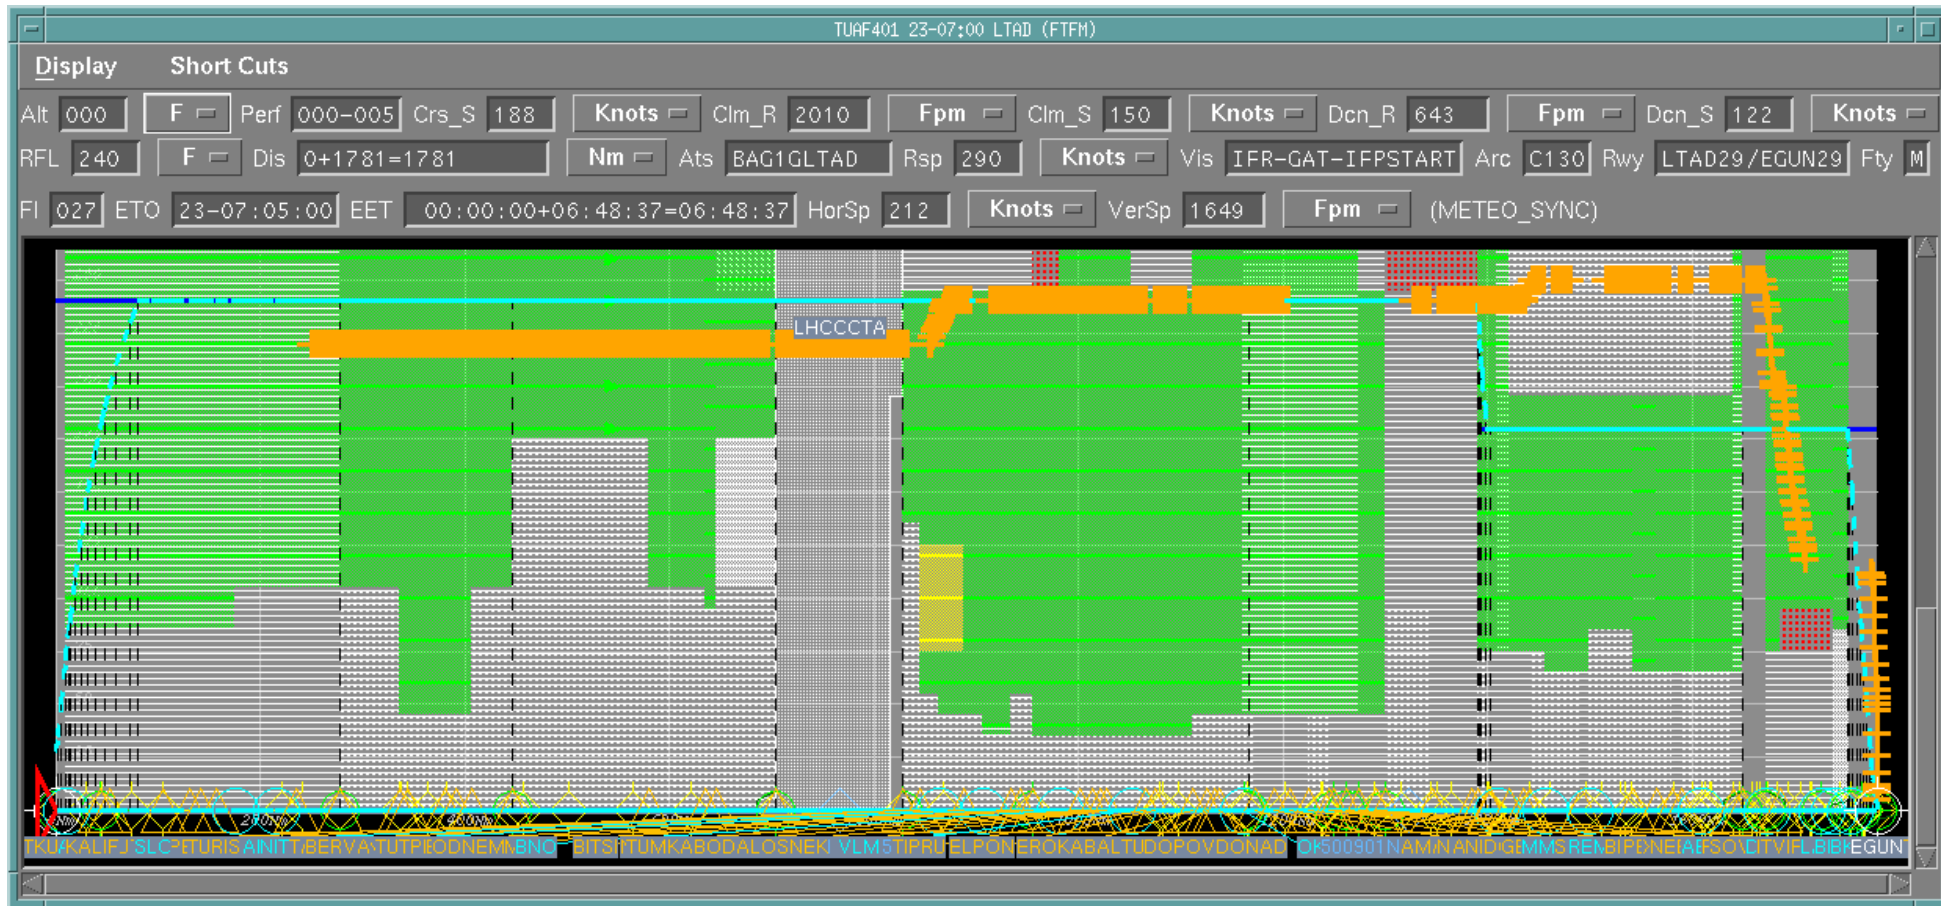 TUAF401 23-07:00 LTAD (FTFM)
Display Short Cuts
Alt 000 F Perf 000-005 Crs_S 188 Knots Clm_R 2010 Fpm Clm_S 150 Knots Dcn_R 643 Fpm Dcn_S 122 Knots
RFL 240 F Dis 0+1781=1781 Nm Ats BAG1GLTAD Rsp 290 Knots Vis IFR-GAT-IFPSTART Arc C130 Rwy LTAD29/EGUN29 Fty M
Fl 027 ETO 23-07:05:00 EET 00:00:00+06:48:37=06:48:37 HorSp 212 Knots VerSp 1649 Fpm (METEO_SYNC)
LHCCCTA
EGUN